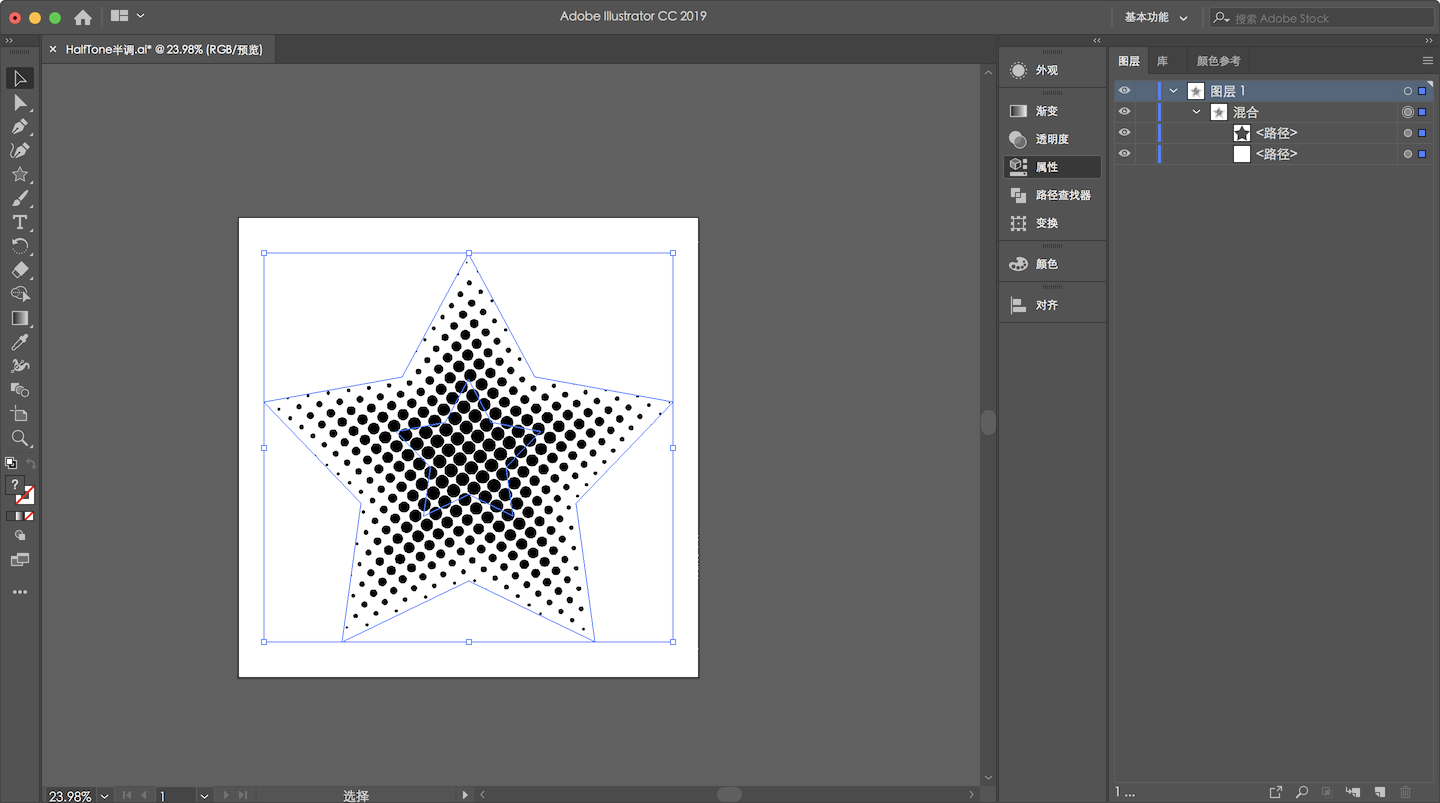 Adobe Illustrator CC 2019
基本功能
搜索 Adobe Stock
HalfTone半调.ai* @ 23.98% (RGB/预览)
外观
渐变
透明度
属性
路径查找器
变换
颜色
对齐
图层
库
颜色参考
图层 1
混合
<路径>
<路径>
T
?
23.98%
1
选择
1 ...